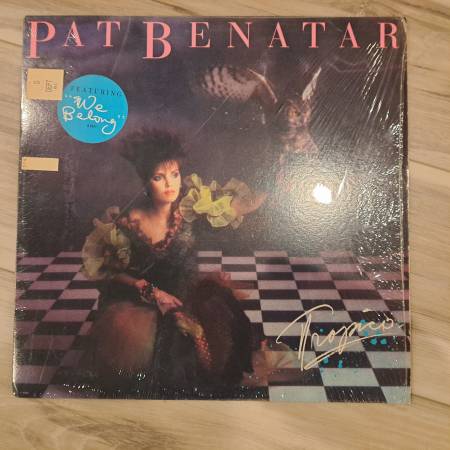 PAT BENATAR
FEATURING
"We
Belong"
Tropico